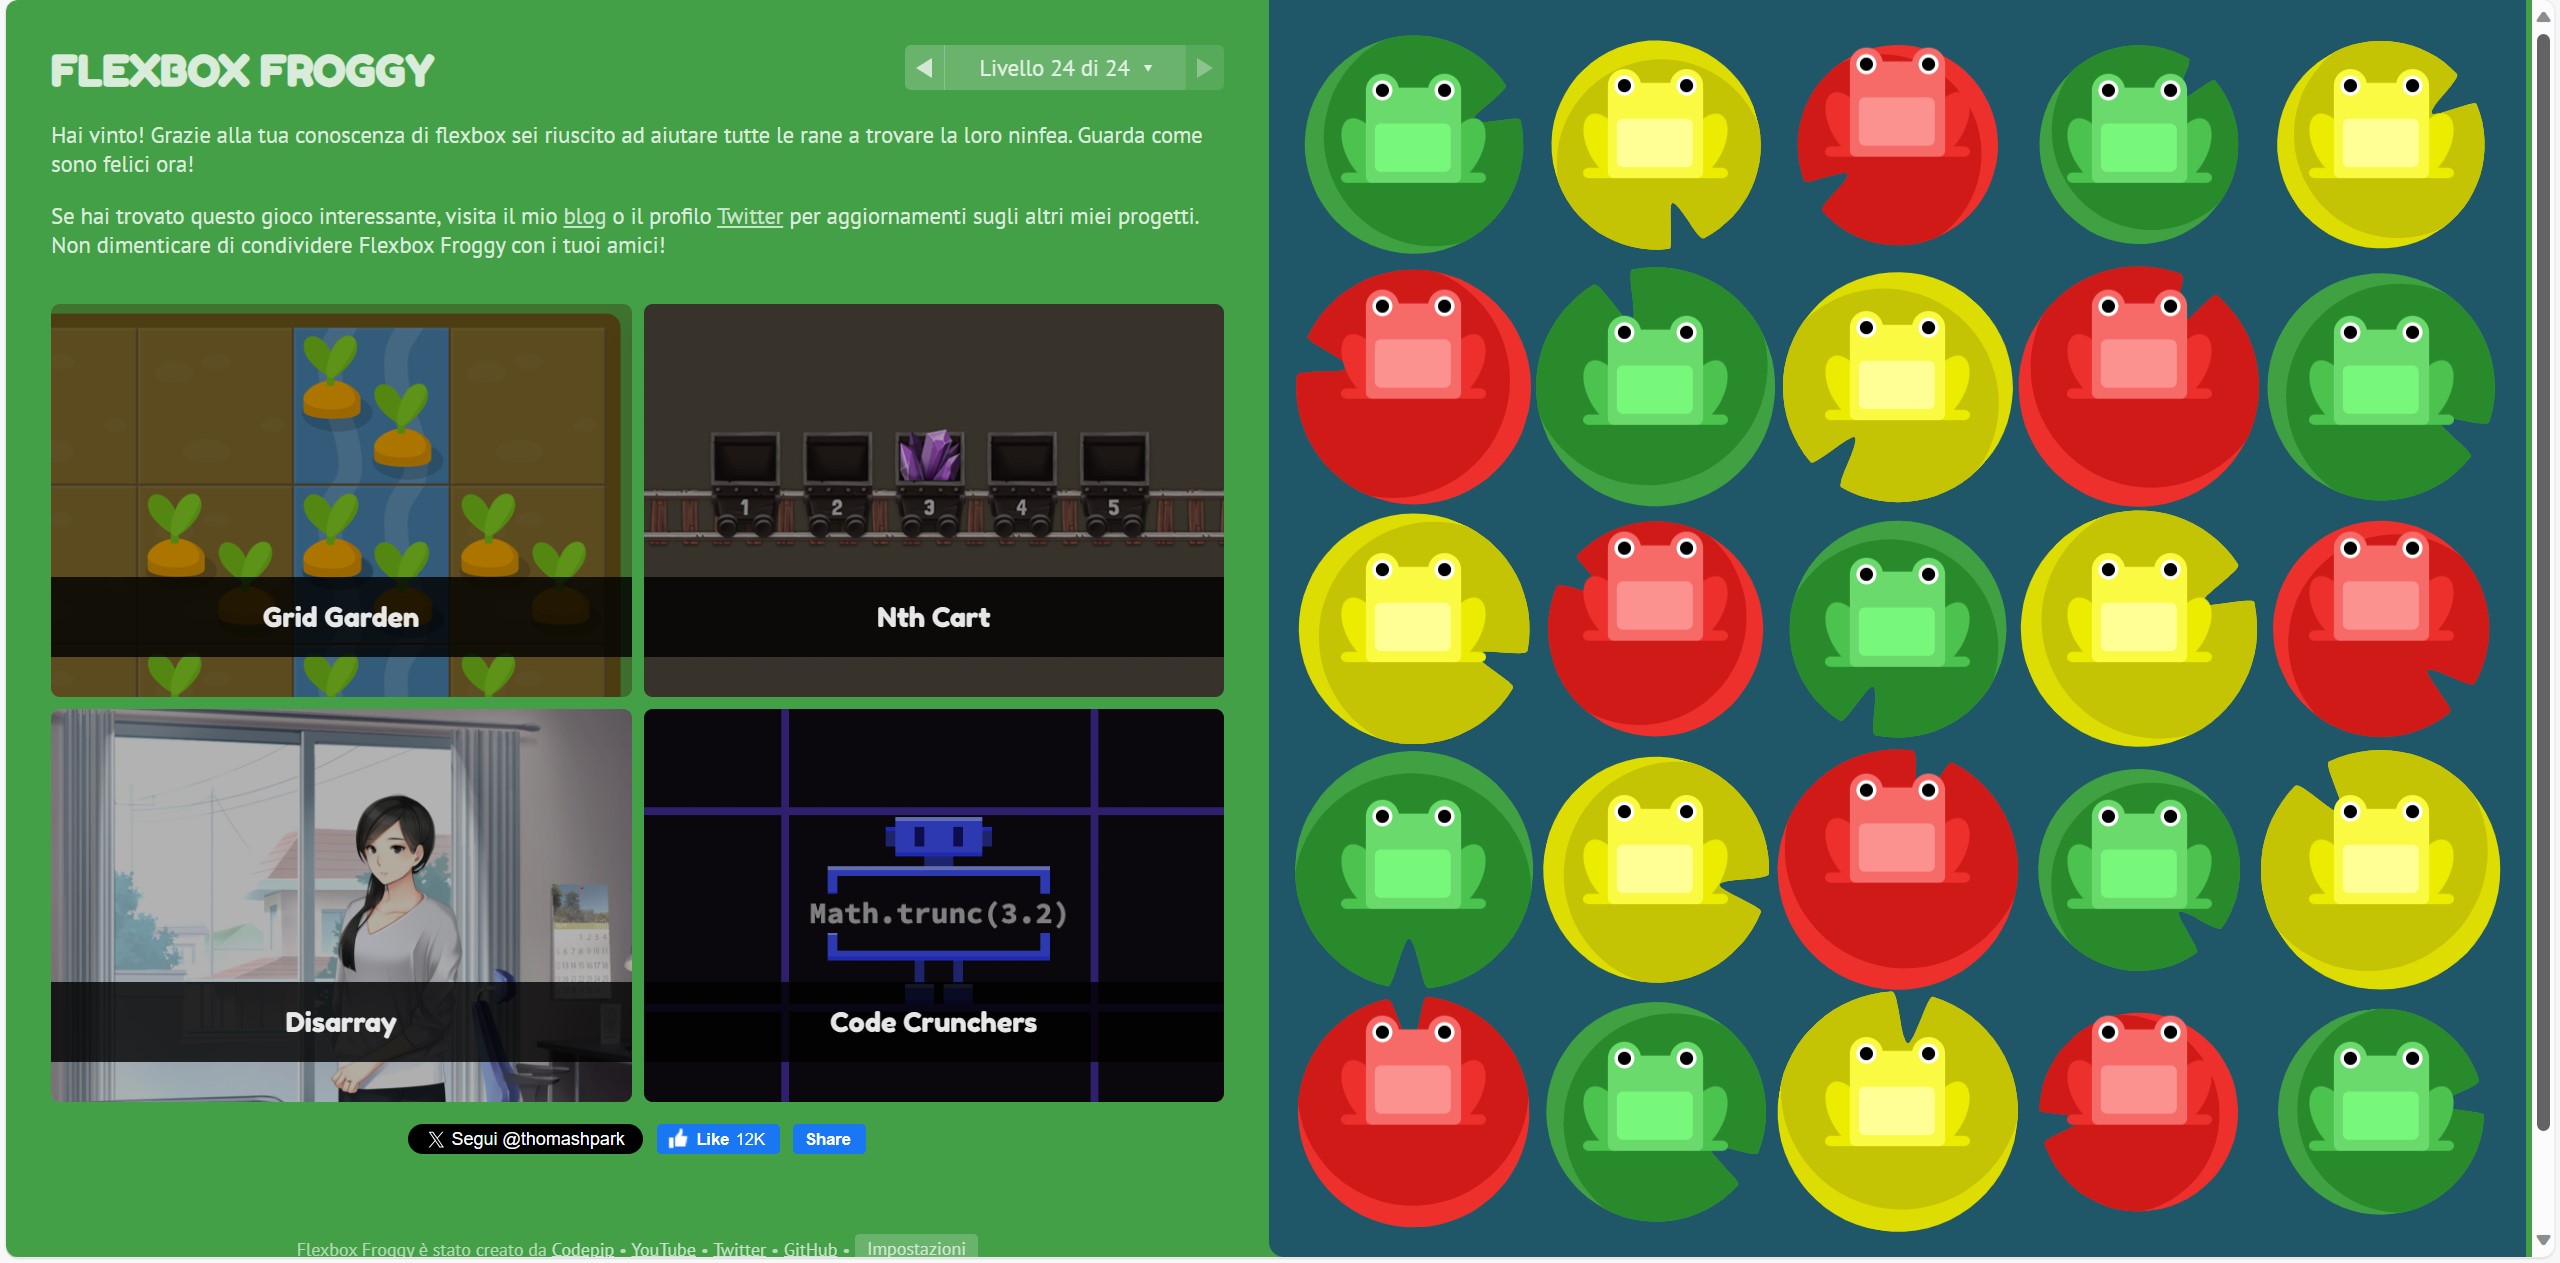 FLEXBOX FROGGY
Livello 24 di 24
Hai vinto! Grazie alla tua conoscenza di flexbox sei riuscito ad aiutare tutte le rane a trovare la loro ninfea. Guarda come
sono felici ora!
Se hai trovato questo gioco interessante, visita il mio blog o il profilo Twitter per aggiornamenti sugli altri miei progetti.
Non dimenticare di condividere Flexbox Froggy con i tuoi amici!
Grid Garden
1 2 3 4 5
Nth Cart
Disarray
Math.trunc(3.2)
Code Crunchers
Segui @thomashpark
Like 12K
Share
Flexbox Froggy è stato creato da Codepip • YouTube • Twitter • GitHub • Impostazioni